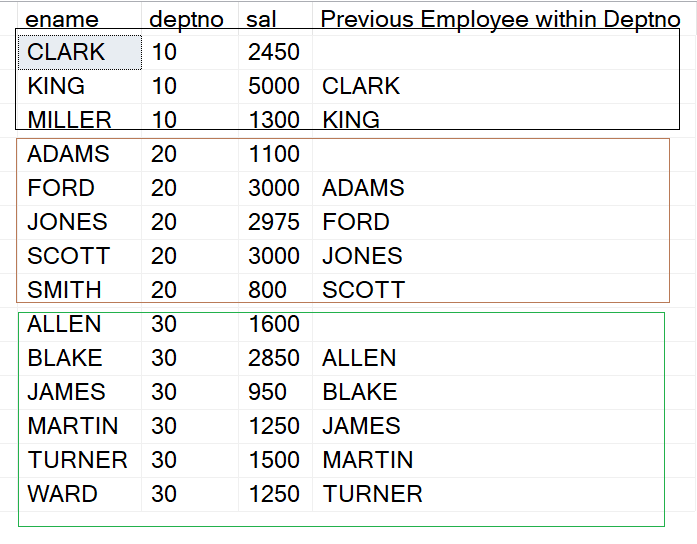 ename deptno sal Previous Employee within Deptno
CLARK 10 2450
KING 10 5000 CLARK
MILLER 10 1300 KING
ADAMS 20 1100
FORD 20 3000 ADAMS
JONES 20 2975 FORD
SCOTT 20 3000 JONES
SMITH 20 800 SCOTT
ALLEN 30 1600
BLAKE 30 2850 ALLEN
JAMES 30 950 BLAKE
MARTIN 30 1250 JAMES
TURNER 30 1500 MARTIN
WARD 30 1250 TURNER